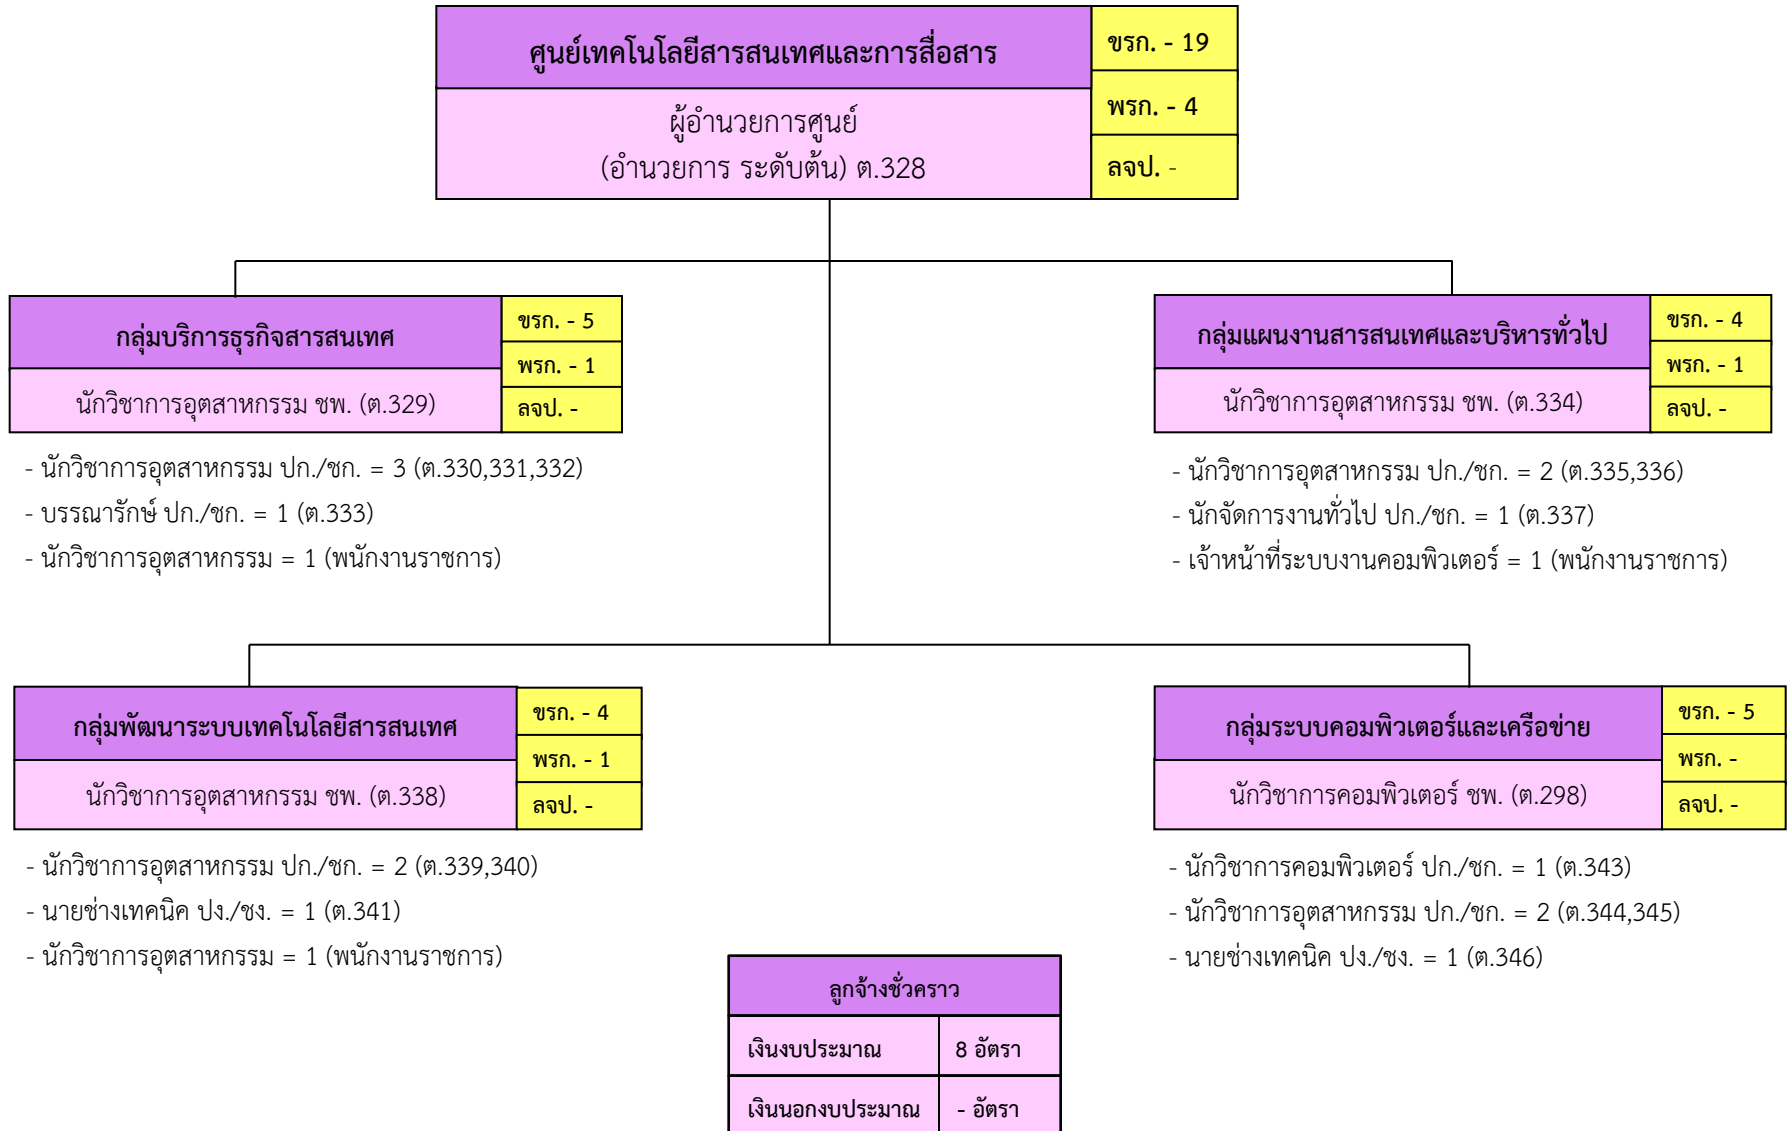 ศูนย์เทคโนโลยีสารสนเทศและการสื่อสาร
ผู้อำนวยการศูนย์
(อำนวยการ ระดับต้น) ต.328
ขรก. - 19
พรก. - 4
ลจป. -
กลุ่มบริการธุรกิจสารสนเทศ
นักวิชาการอุตสาหกรรม ชพ. (ต.329)
ขรก. - 5
พรก. - 1
ลจป. -
- นักวิชาการอุตสาหกรรม ปก./ชก. = 3 (ต.330,331,332)
- บรรณารักษ์ ปก./ชก. = 1 (ต.333)
- นักวิชาการอุตสาหกรรม = 1 (พนักงานราชการ)
กลุ่มแผนงานสารสนเทศและบริหารทั่วไป
นักวิชาการอุตสาหกรรม ชพ. (ต.334)
ขรก. - 4
พรก. - 1
ลจป. -
- นักวิชาการอุตสาหกรรม ปก./ชก. = 2 (ต.335,336)
- นักจัดการงานทั่วไป ปก./ชก. = 1 (ต.337)
- เจ้าหน้าที่ระบบงานคอมพิวเตอร์ = 1 (พนักงานราชการ)
กลุ่มพัฒนาระบบเทคโนโลยีสารสนเทศ
นักวิชาการอุตสาหกรรม ชพ. (ต.338)
ขรก. - 4
พรก. - 1
ลจป. -
- นักวิชาการอุตสาหกรรม ปก./ชก. = 2 (ต.339,340)
- นายช่างเทคนิค ปง./ชง. = 1 (ต.341)
- นักวิชาการอุตสาหกรรม = 1 (พนักงานราชการ)
กลุ่มระบบคอมพิวเตอร์และเครือข่าย
นักวิชาการคอมพิวเตอร์ ชพ. (ต.298)
ขรก. - 5
พรก. -
ลจป. -
- นักวิชาการคอมพิวเตอร์ ปก./ชก. = 1 (ต.343)
- นักวิชาการอุตสาหกรรม ปก./ชก. = 2 (ต.344,345)
- นายช่างเทคนิค ปง./ชง. = 1 (ต.346)
ลูกจ้างชั่วคราว
เงินงบประมาณ 8 อัตรา
เงินนอกงบประมาณ - อัตรา